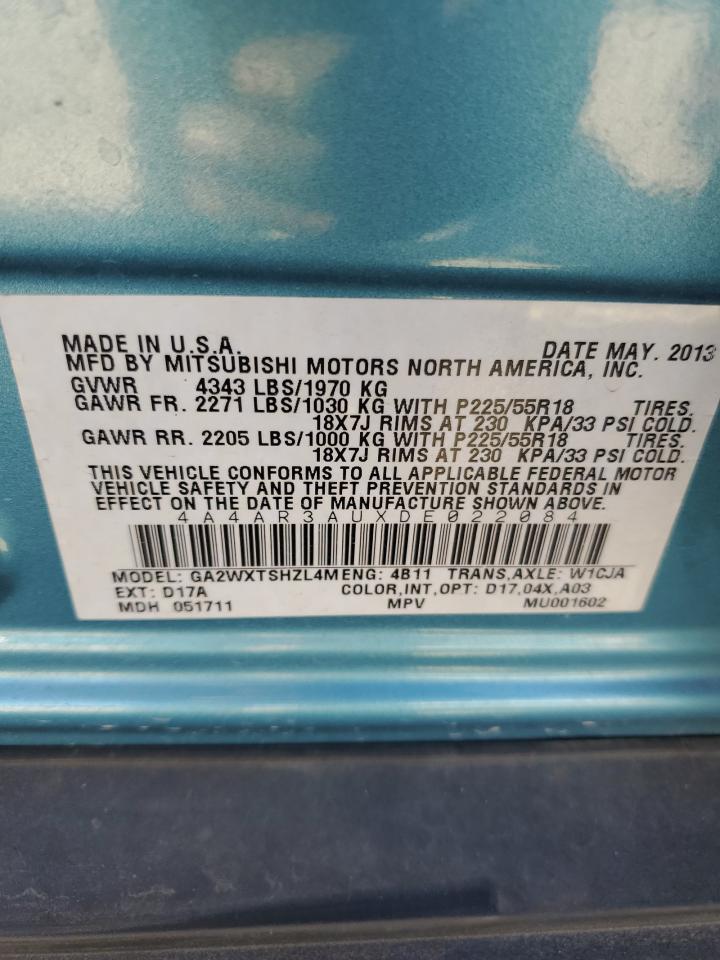 MADE IN U.S.A. DATE MAY. 2013
MFD BY MITSUBISHI MOTORS NORTH AMERICA, INC.
GVWR 4343 LBS/1970 KG
GAWR FR. 2271 LBS/1030 KG WITH P225/55R18 TIRES.
18X7J RIMS AT 230 KPA/33 PSI COLD.
GAWR RR. 2205 LBS/1000 KG WITH P225/55R18 TIRES.
18X7J RIMS AT 230 KPA/33 PSI COLD.
THIS VEHICLE CONFORMS TO ALL APPLICABLE FEDERAL MOTOR
VEHICLE SAFETY AND THEFT PREVENTION STANDARDS IN
EFFECT ON THE DATE OF MANUFACTURE SHOWN ABOVE.
4A4AR3AUXDE022084
MODEL: GA2WXTSHZL4M ENG: 4B11 TRANS,AXLE: W1CJA
EXT: D17A COLOR,INT,OPT: D17,04X,A03
MDH 051711 MPV MU001602